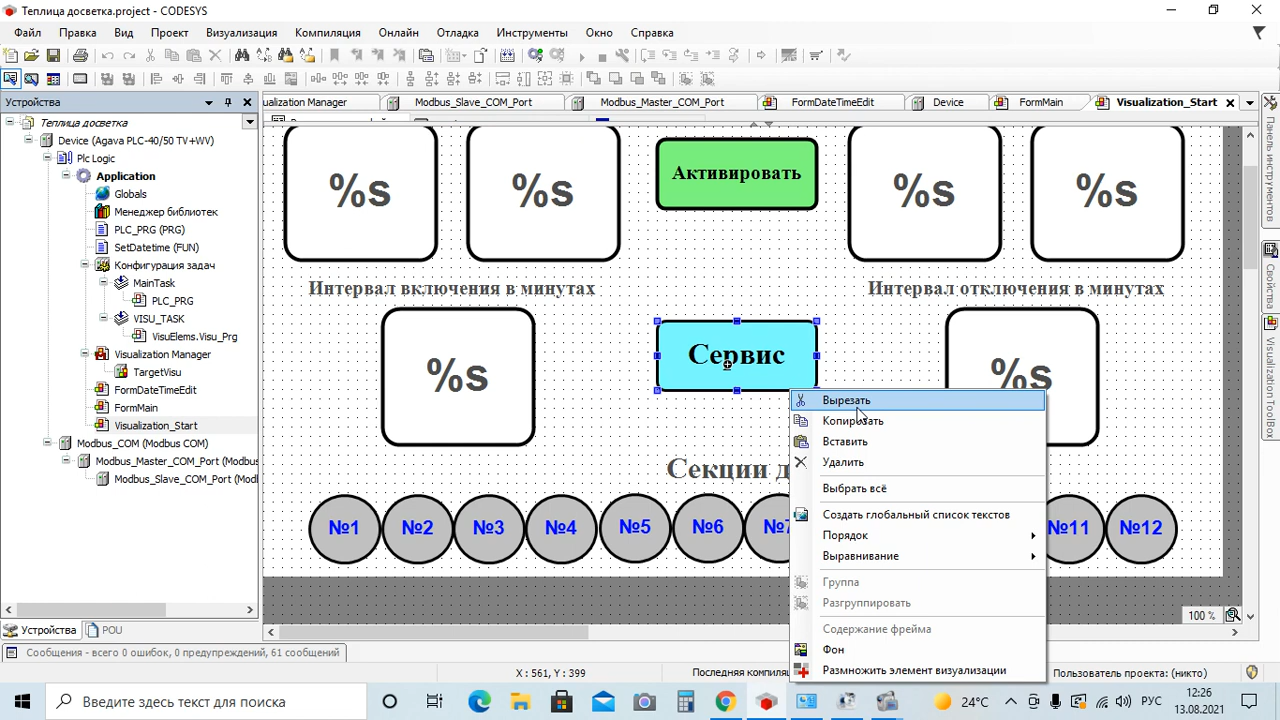 Теплица досветка.project - CODESYS
Файл Правка Вид Проект Визуализация Компиляция Онлайн Отладка Инструменты Окно Справка
Устройства
ualization Manager Modbus_Slave_COM_Port Modbus_Master_COM_Port FormDateTimeEdit Device FormMain Visualization_Start
Теплица досветка
Device (Agava PLC-40/50 TV+WV)
Plc Logic
Application
Globals
Менеджер библиотек
PLC_PRG (PRG)
SetDatetime (FUN)
Конфигурация задач
MainTask
PLC_PRG
VISU_TASK
VisuElems.Visu_Prg
Visualization Manager
TargetVisu
FormDateTimeEdit
FormMain
Visualization_Start
Modbus_COM (Modbus COM)
Modbus_Master_COM_Port (Modbus
Modbus_Slave_COM_Port (Mod
Устройства POU
%s %s Активировать %s %s
Интервал включения в минутах Интервал отключения в минутах
%s Сервис %s
Секции д
№1 №2 №3 №4 №5 №6 №7 №11 №12
Вырезать
Копировать
Вставить
Удалить
Выбрать всё
Создать глобальный список текстов
Порядок
Выравнивание
Группа
Разгруппировать
Содержание фрейма
Фон
Размножить элемент визуализации
Панель инструментов
Свойства
Visualization ToolBox
100 %
Сообщения - всего 0 ошибок, 0 предупреждений, 61 сообщений
X : 561, Y : 399 Последняя компиляц Пользователь проекта: (никто)
Введите здесь текст для поиска
24°C РУС 12:26
13.08.2021